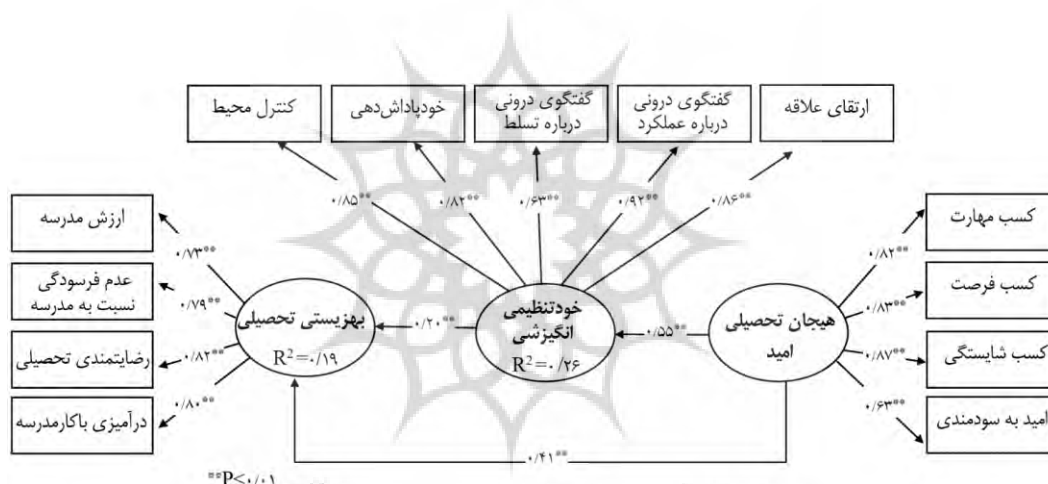 ارتقای علاقه
گفتگوی درونی
درباره عملکرد
گفتگوی درونی
درباره تسلط
خودپاداش‌دهی
کنترل محیط
۰/۸۶**
۰/۹۲**
۰/۶۳**
۰/۸۲**
۰/۸۵**
کسب مهارت
کسب فرصت
کسب شایستگی
امید به سودمندی
۰/۸۲**
۰/۸۳**
۰/۸۷**
۰/۶۳**
هیجان تحصیلی
امید
۰/۵۵**
خودتنظیمی
انگیزشی
R²=۰/۲۶
۰/۲۰**
بهزیستی تحصیلی
R²=۰/۱۹
۰/۷۳**
۰/۷۹**
۰/۸۲**
۰/۸۰**
ارزش مدرسه
عدم فرسودگی
نسبت به مدرسه
رضایتمندی تحصیلی
درآمیزی باکارمدرسه
۰/۴۱**
**P≤۰/۰۱